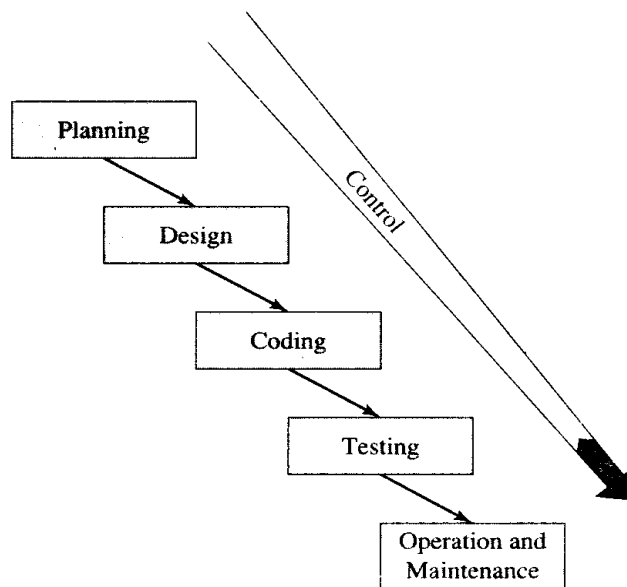 Planning
Control
Design
Coding
Testing
Operation and
Maintenance